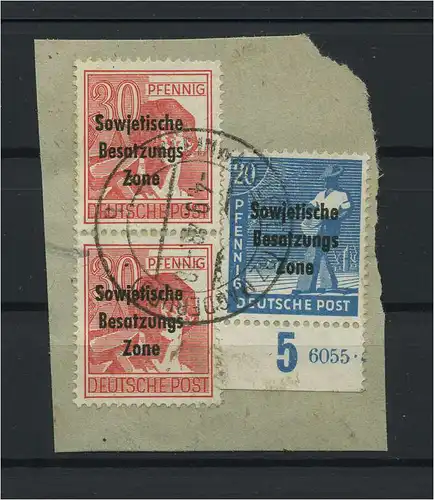 30 PFENNIG
Sowjetische
Besatzungs
Zone
DEUTSCHE POST
30 PFENNIG
Sowjetische
Besatzungs
Zone
DEUTSCHE POST
20
PFENNIG
Sowjetische
Besatzungs
Zone
DEUTSCHE POST
5 6055